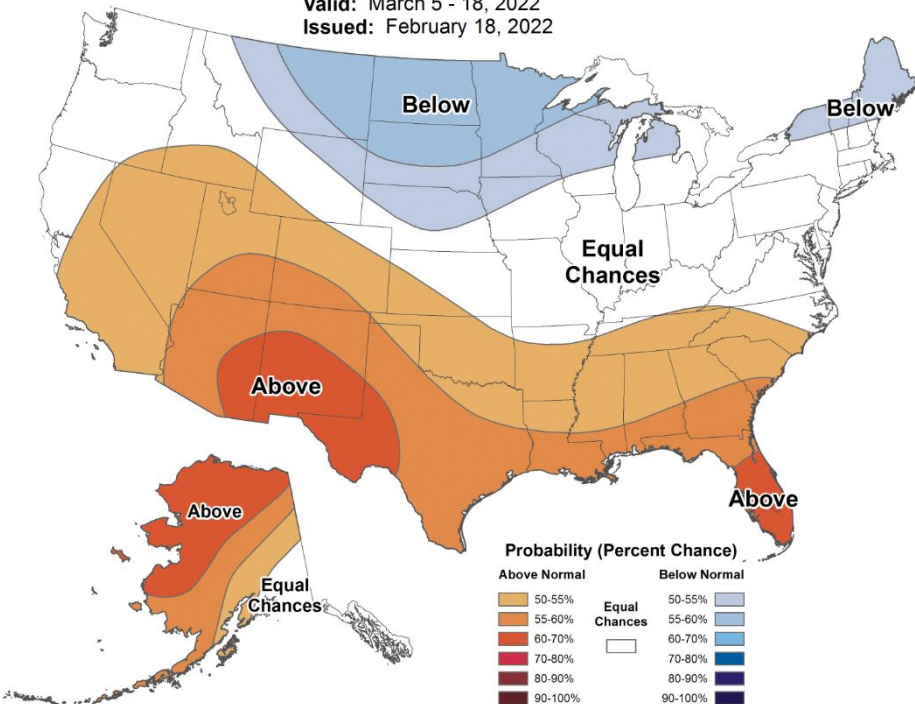 Valid: March 5 - 18, 2022
Issued: February 18, 2022
Below
Below
Equal
Chances
Above
Above
Above
Equal
Chances
Probability (Percent Chance)
Above Normal
Below Normal
50-55%
55-60%
60-70%
70-80%
80-90%
90-100%
Equal
Chances
50-55%
55-60%
60-70%
70-80%
80-90%
90-100%